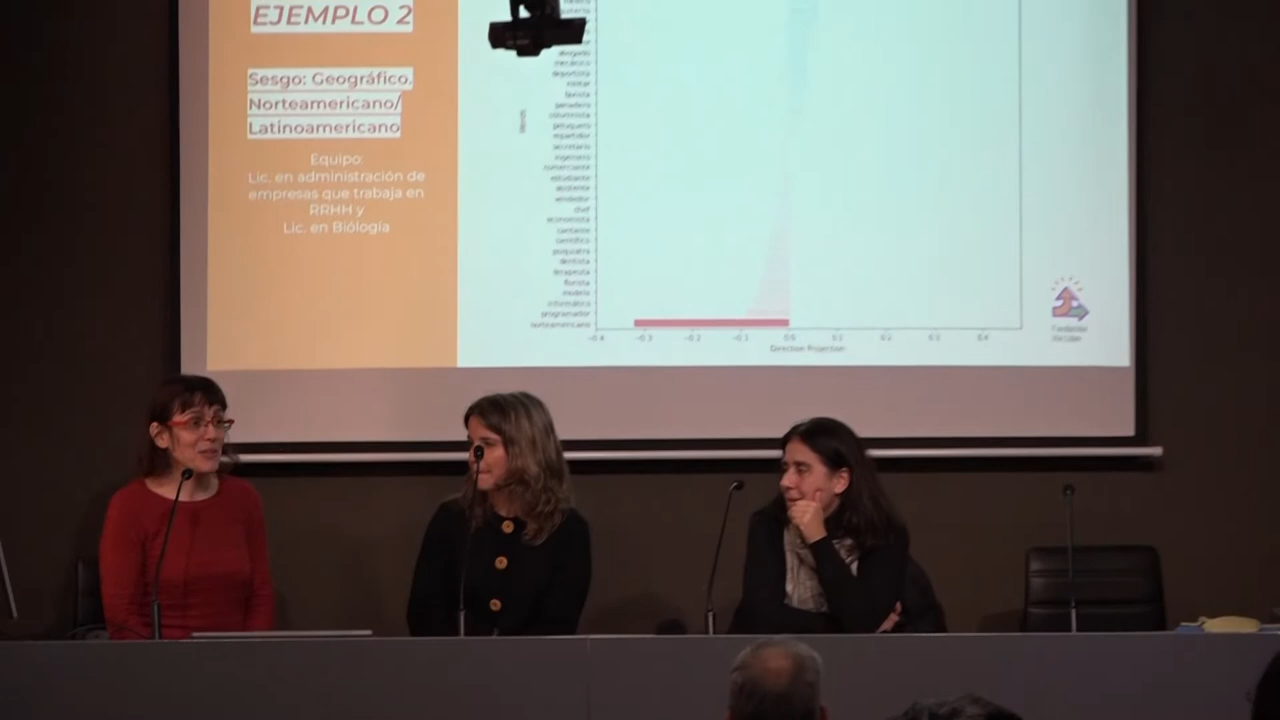 EJEMPLO 2
Sesgo: Geográfico.
Norteamericano/
Latinoamericano
Equipo:
Lic. en administración de
empresas que trabaja en
RRHH y
Lic. en Biólogía
abogado
mecánico
deportista
militar
panadero
columnista
peluquero
repartidor
secretario
ingeniero
comerciante
estudiante
asistente
vendedor
chef
economista
cantante
científico
psiquiatra
dentista
terapeuta
florista
modelo
informático
programador
norteamericano
-0.4 -0.3 -0.2 -0.1 0.0 0.1 0.2 0.3 0.4
Direction Projection
Fundación